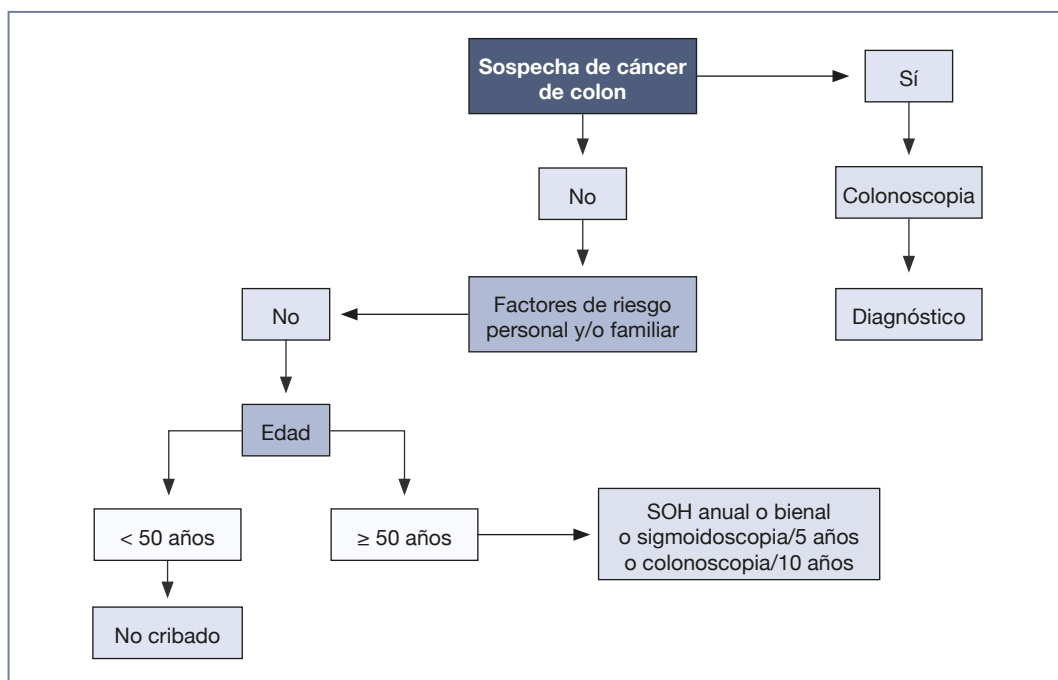 Sospecha de cáncer
de colon
Sí
No
Colonoscopia
No
Factores de riesgo
personal y/o familiar
Diagnóstico
Edad
< 50 años
≥ 50 años
SOH anual o bienal
o sigmoidoscopia/5 años
o colonoscopia/10 años
No cribado